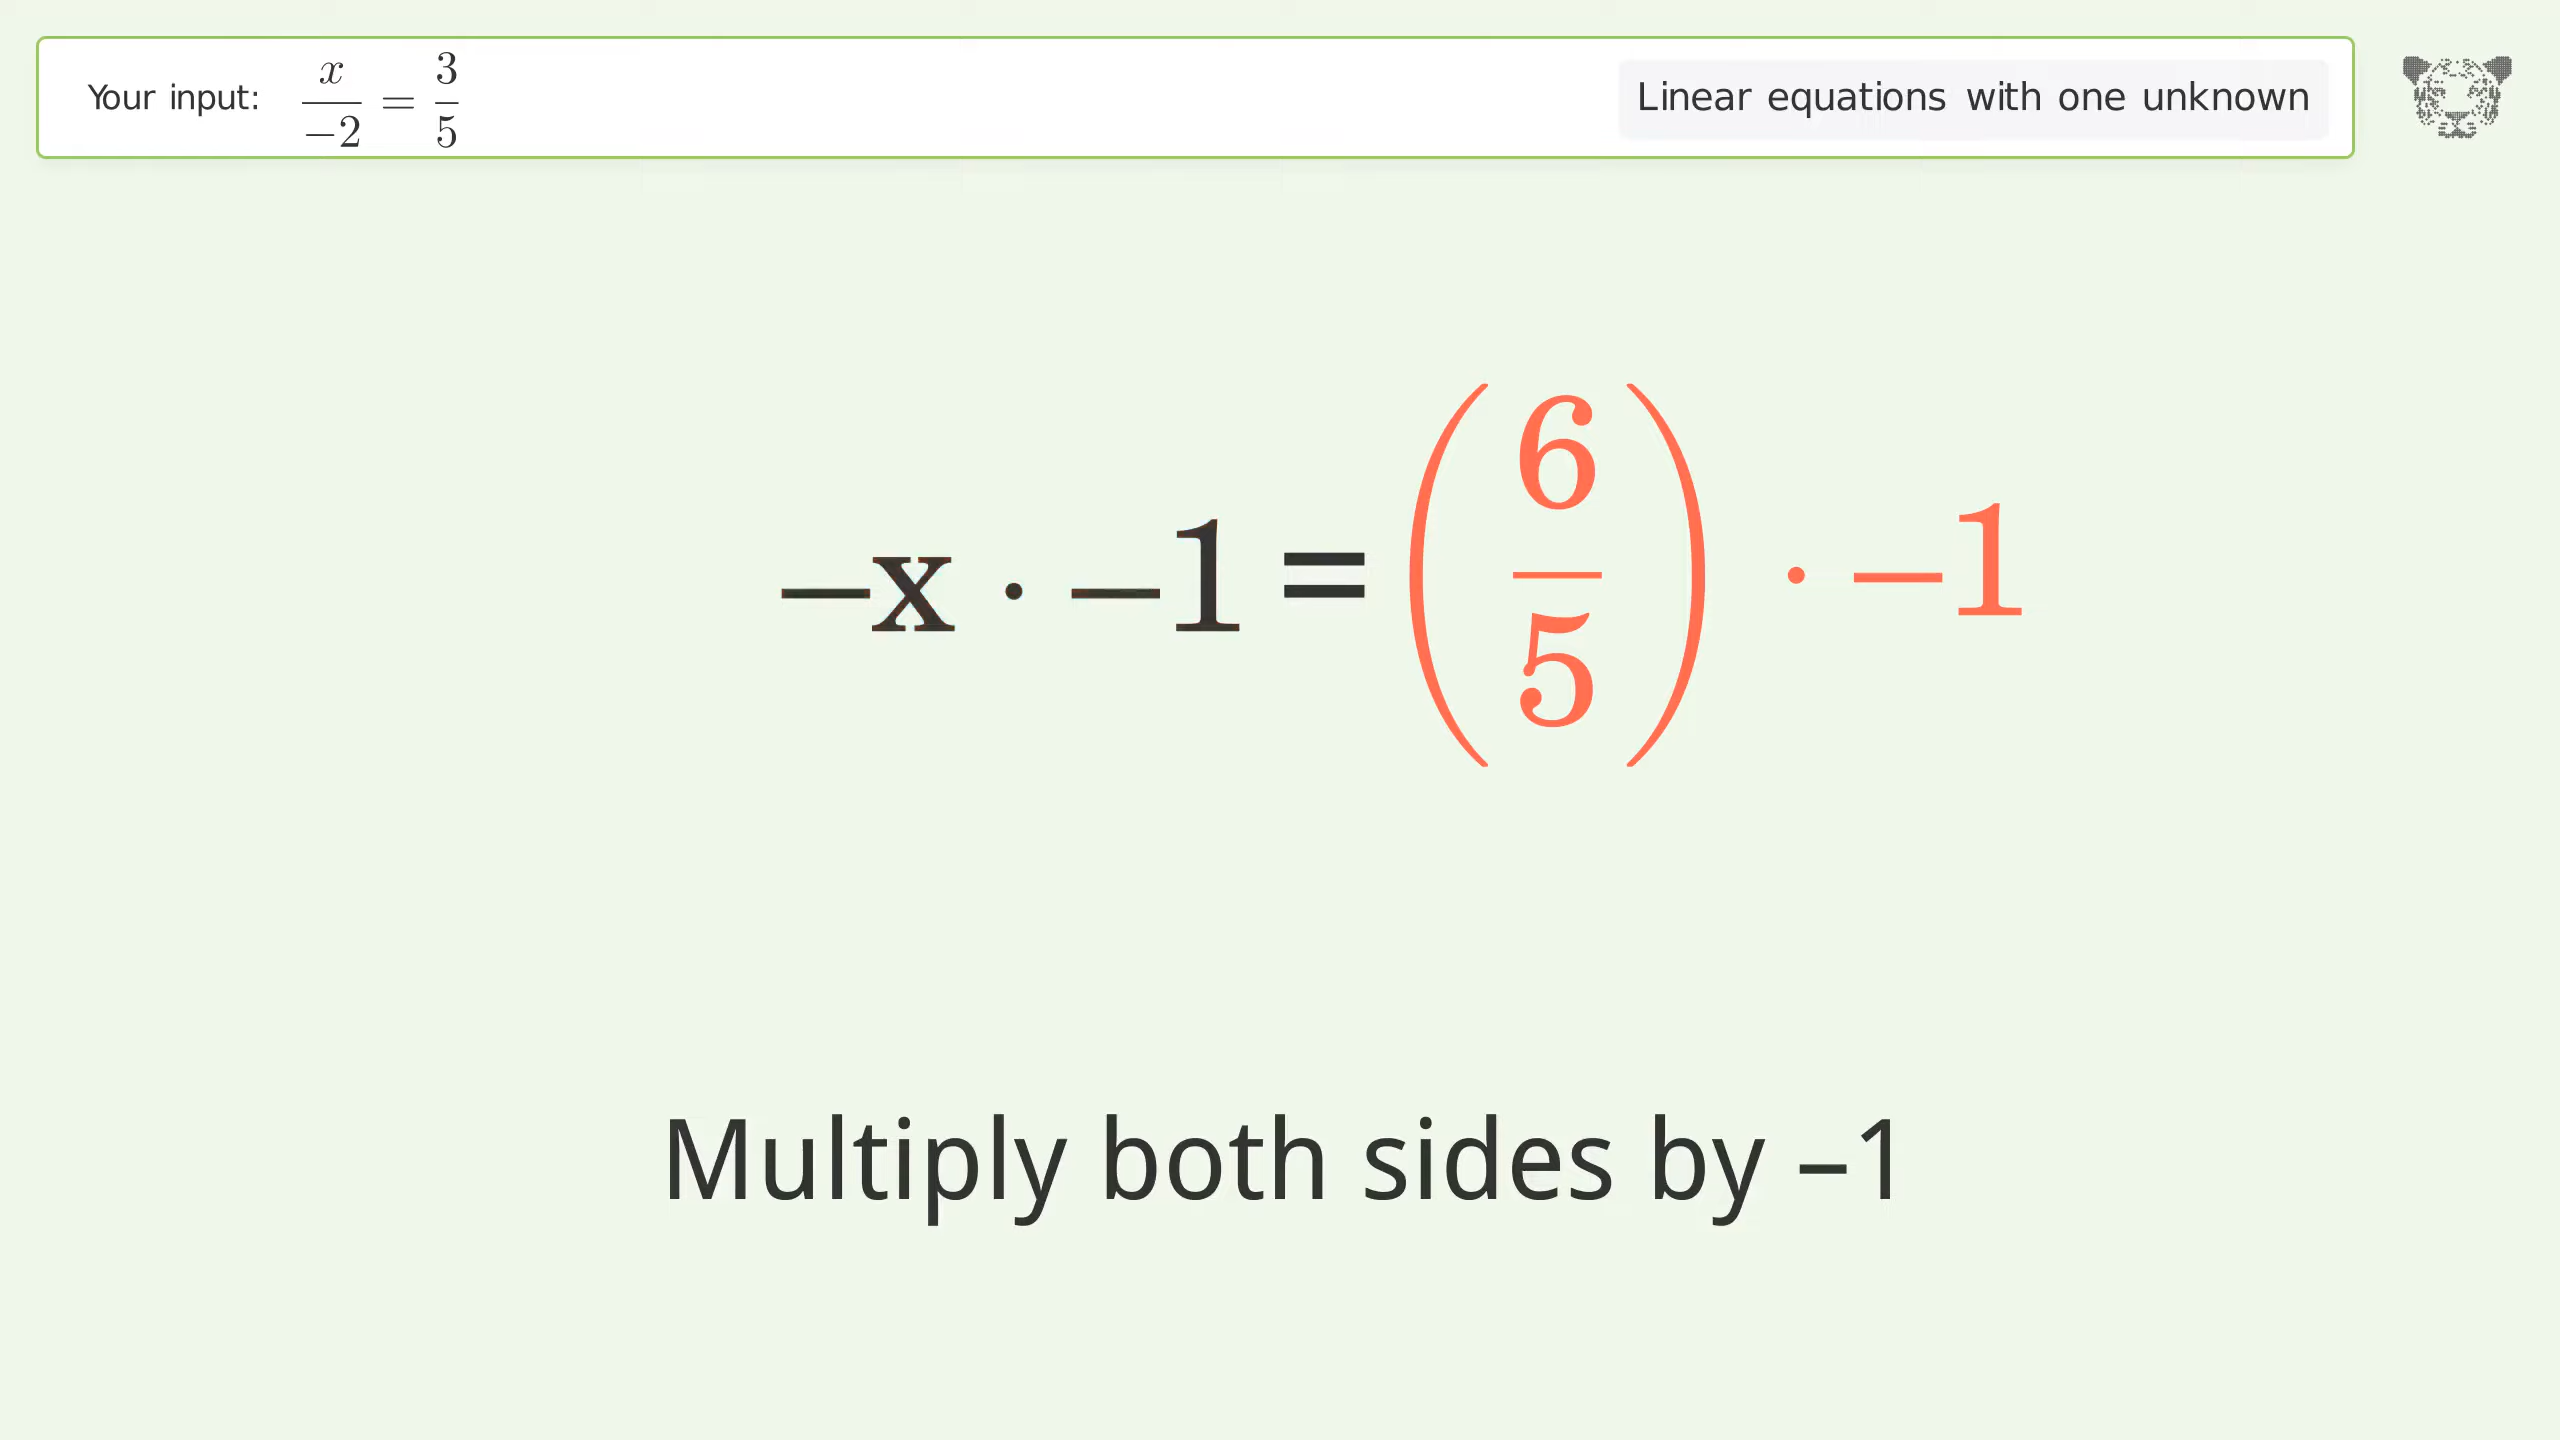 Your input: x/−2 = 3/5
Linear equations with one unknown
−x · −1 = (6/5) · −1
Multiply both sides by −1